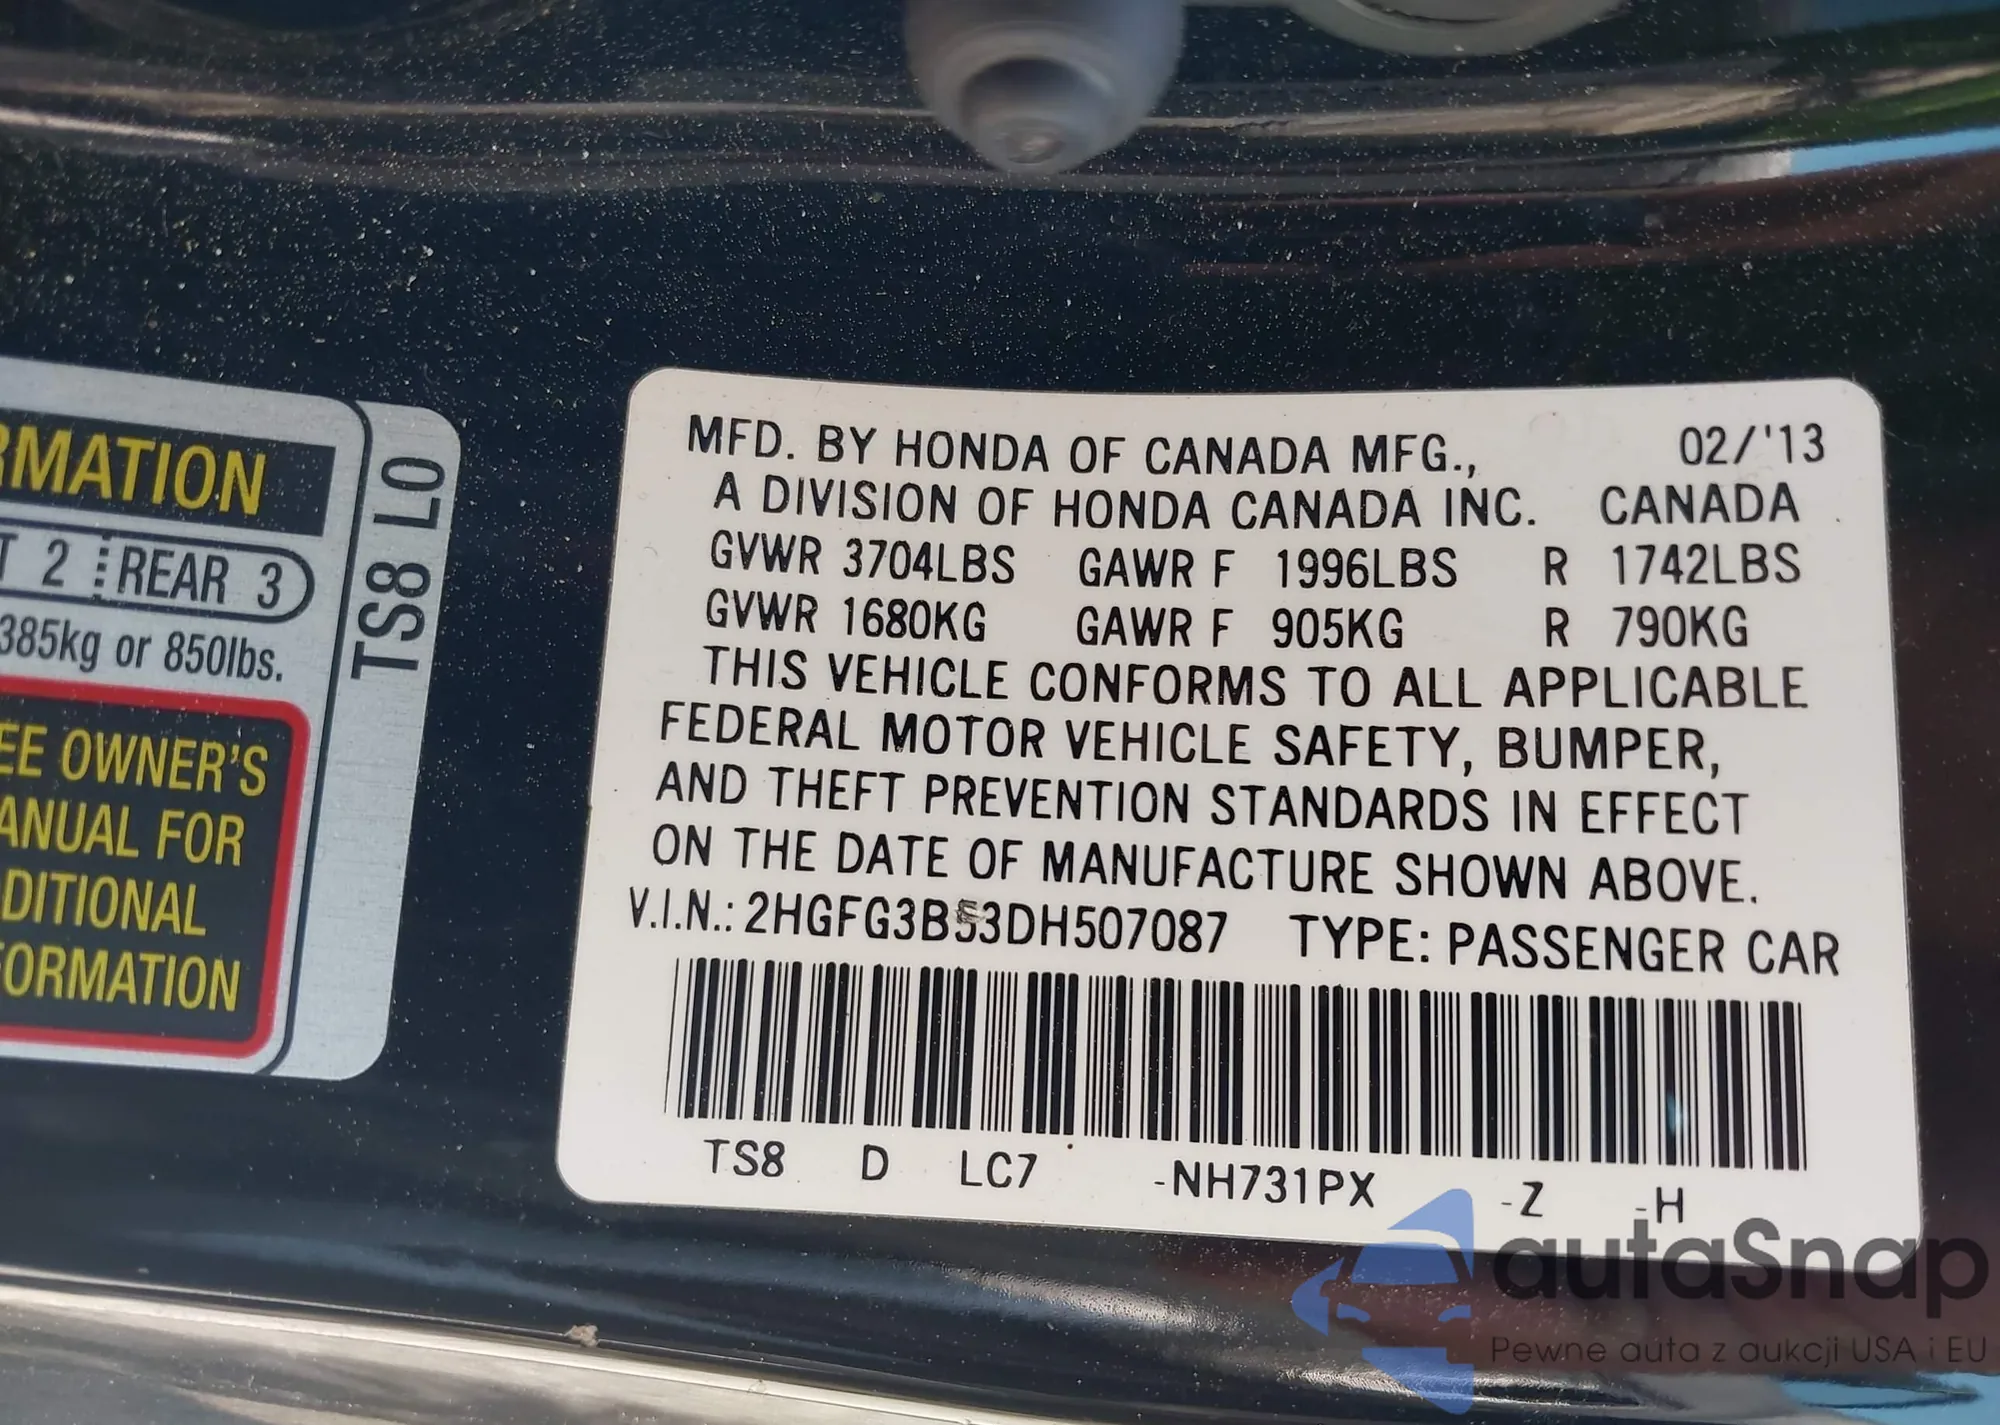 RMATION
T 2 REAR 3
385kg or 850lbs.
EE OWNER'S
ANUAL FOR
DITIONAL
FORMATION
TS8 L0
MFD. BY HONDA OF CANADA MFG., 02/'13
A DIVISION OF HONDA CANADA INC. CANADA
GVWR 3704LBS GAWR F 1996LBS R 1742LBS
GVWR 1680KG GAWR F 905KG R 790KG
THIS VEHICLE CONFORMS TO ALL APPLICABLE
FEDERAL MOTOR VEHICLE SAFETY, BUMPER,
AND THEFT PREVENTION STANDARDS IN EFFECT
ON THE DATE OF MANUFACTURE SHOWN ABOVE.
V.I.N.: 2HGFG3B53DH507087 TYPE: PASSENGER CAR
TS8 D LC7 -NH731PX -Z -H
autaSnap
Pewne auta z aukcji USA i EU